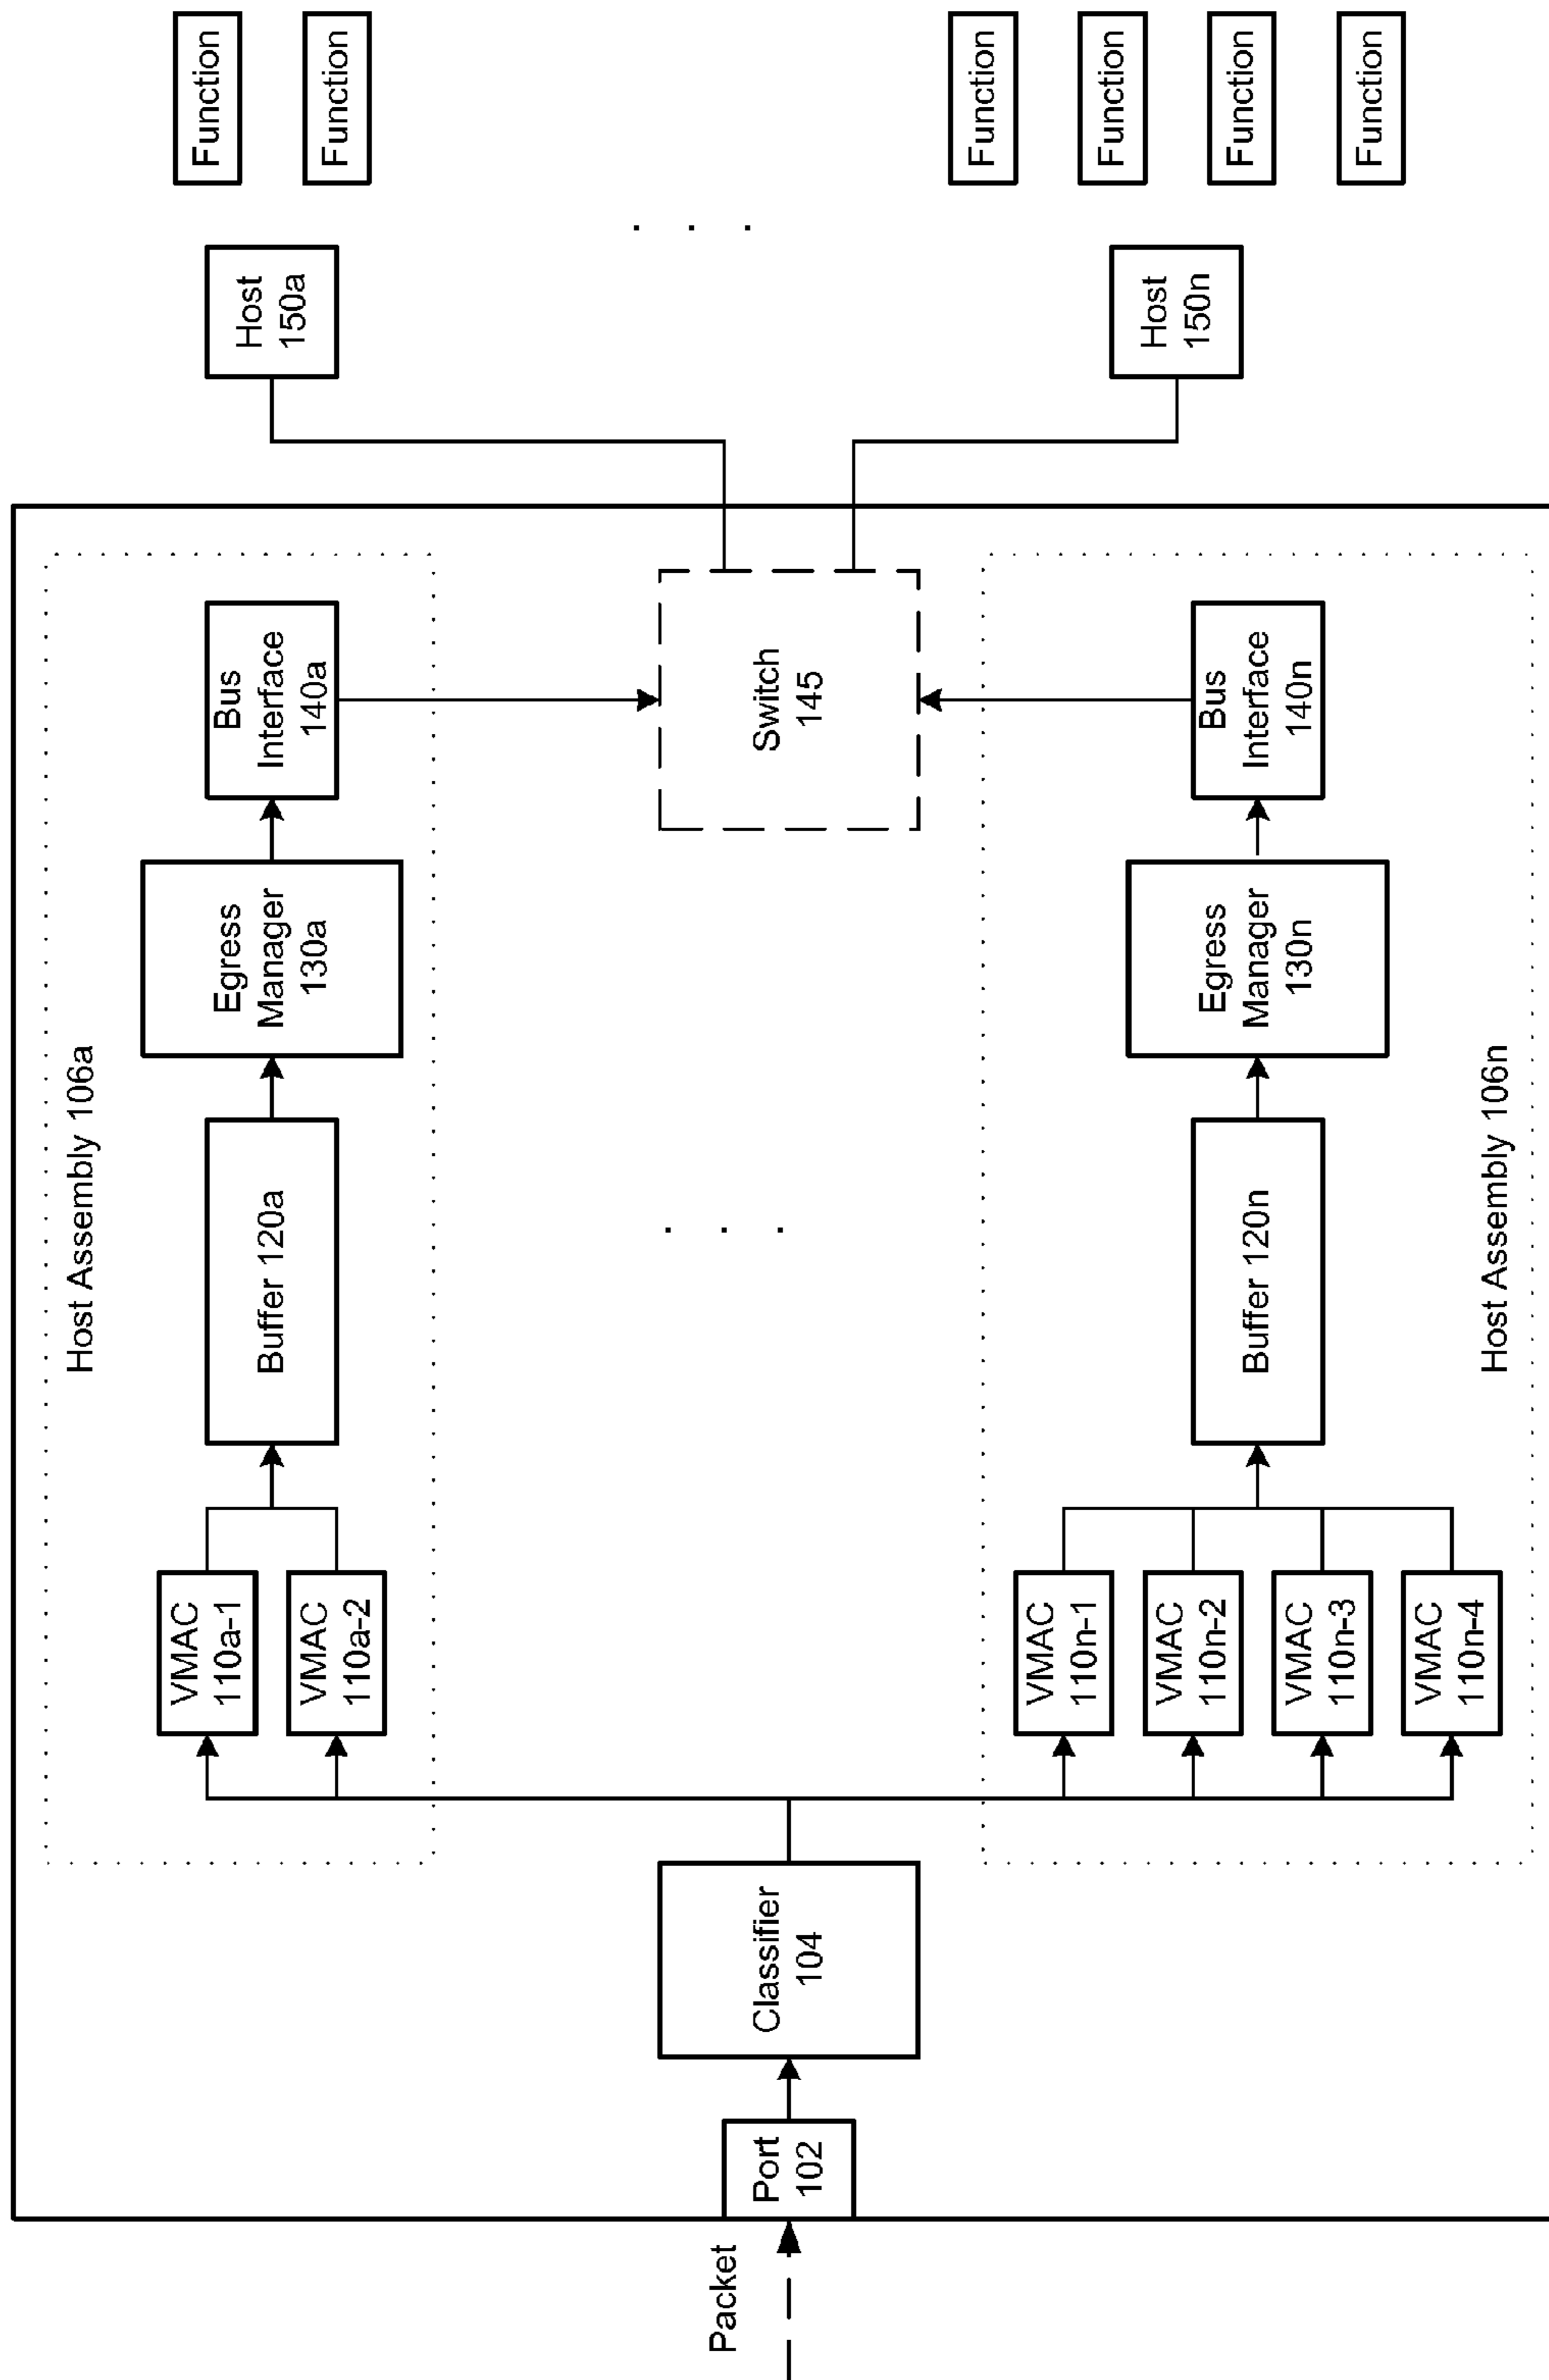 Packet
Port
102
Classifier
104
Host Assembly 106a
VMAC
110a-1
VMAC
110a-2
Buffer 120a
Egress
Manager
130a
Bus
Interface
140a
Switch
145
VMAC
110n-1
VMAC
110n-2
VMAC
110n-3
VMAC
110n-4
Buffer 120n
Egress
Manager
130n
Bus
Interface
140n
Host Assembly 106n
Host
150a
Host
150n
Function
Function
Function
Function
Function
Function
. . .
. . .